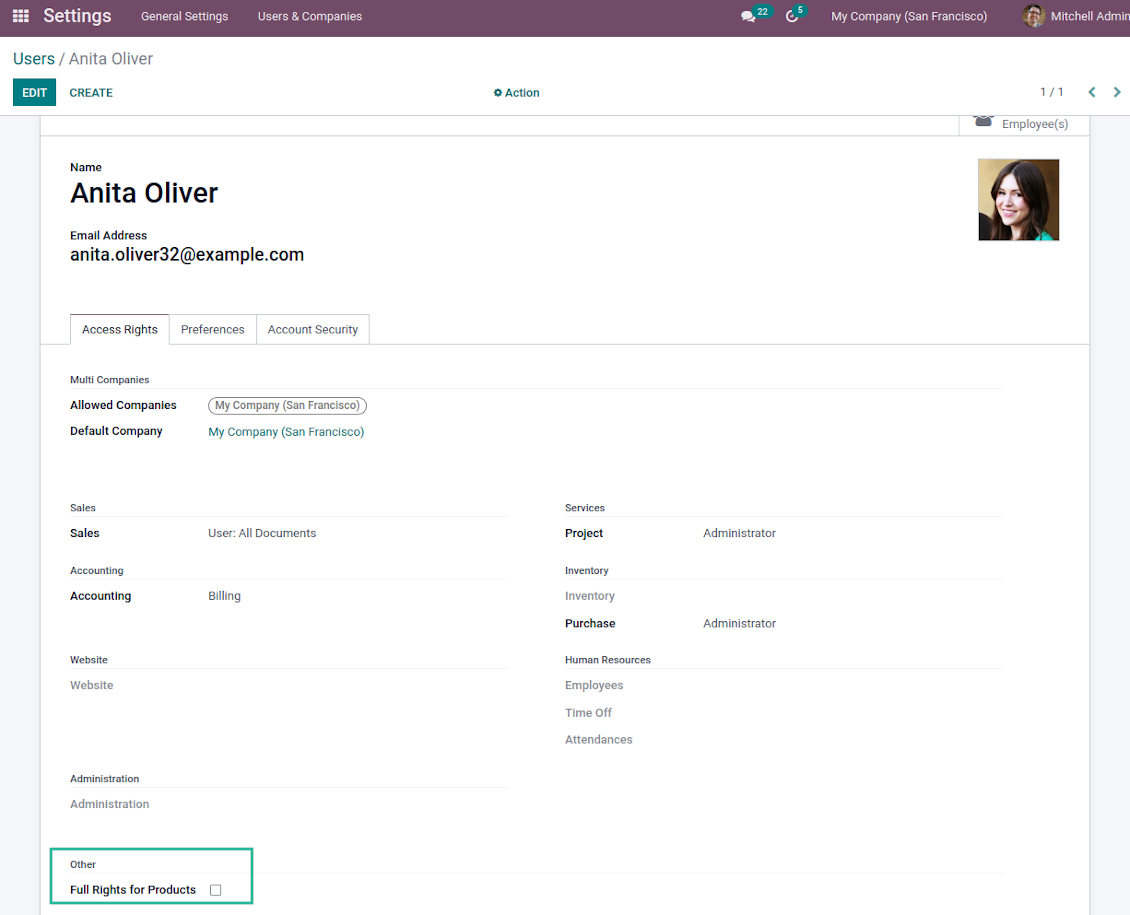 Settings General Settings Users & Companies 22 5 My Company (San Francisco) Mitchell Admin
Users / Anita Oliver
EDIT CREATE Action 1 / 1
Employee(s)
Name
Anita Oliver
Email Address
anita.oliver32@example.com
Access Rights Preferences Account Security
Multi Companies
Allowed Companies My Company (San Francisco)
Default Company My Company (San Francisco)
Sales Services
Sales User: All Documents Project Administrator
Accounting Inventory
Accounting Billing Inventory
Purchase Administrator
Website Human Resources
Website Employees
Time Off
Attendances
Administration
Administration
Other
Full Rights for Products